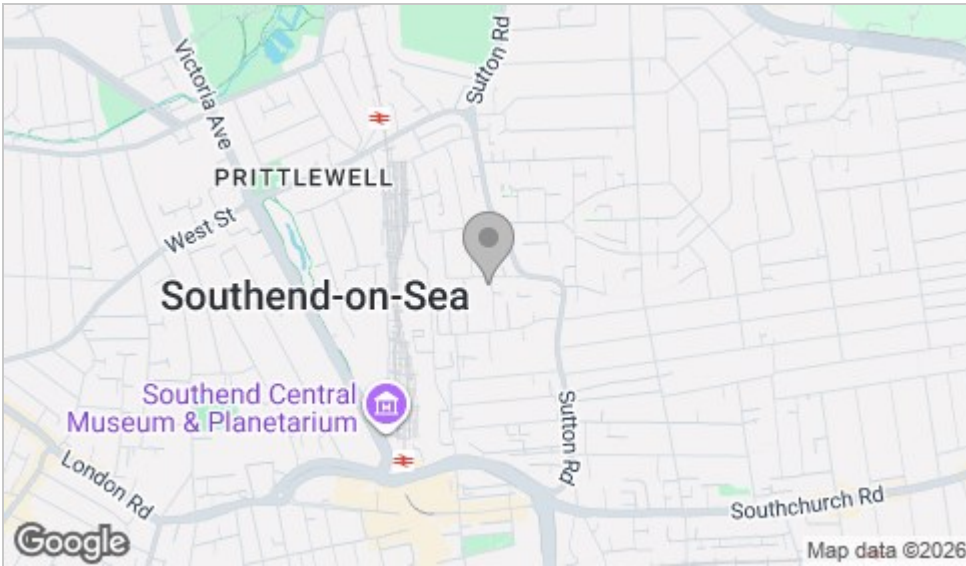 Sutton Rd
Victoria Ave
PRITTLEWELL
West St
Southend-on-Sea
Southend Central
Museum & Planetarium
Sutton Rd
London Rd
Southchurch Rd
Google
Map data ©2026